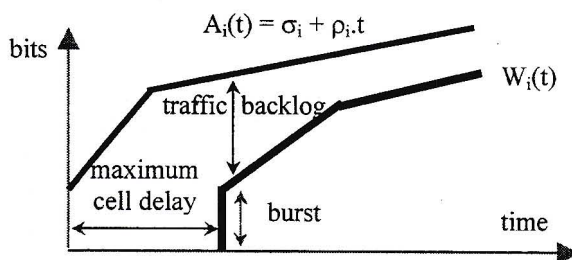 Aᵢ(t) = σᵢ + ρᵢ.t
bits
Wᵢ(t)
traffic backlog
maximum
cell delay
burst
time